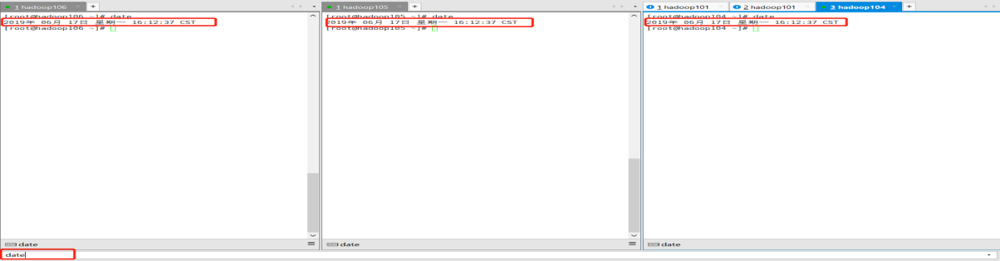 1 hadoop106 × +
[root@hadoop106 ~]# date
2019年 06月 17日 星期一 16:12:37 CST
[root@hadoop106 ~]#
date
1 hadoop105 × +
[root@hadoop105 ~]# date
2019年 06月 17日 星期一 16:12:37 CST
[root@hadoop105 ~]#
date
1 hadoop101 × 2 hadoop101 × 3 hadoop104 × +
[root@hadoop104 ~]# date
2019年 06月 17日 星期一 16:12:37 CST
[root@hadoop104 ~]#
date
date